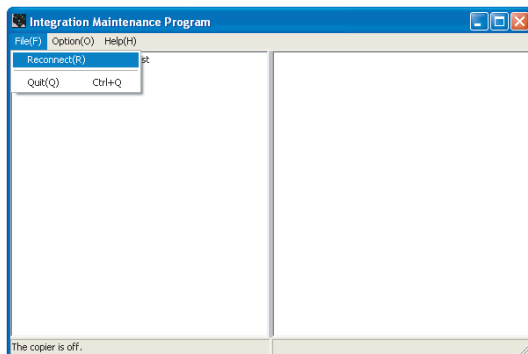 Integration Maintenance Program
File(F) Option(O) Help(H)
Reconnect(R)
st
Quit(Q) Ctrl+Q
The copier is off.